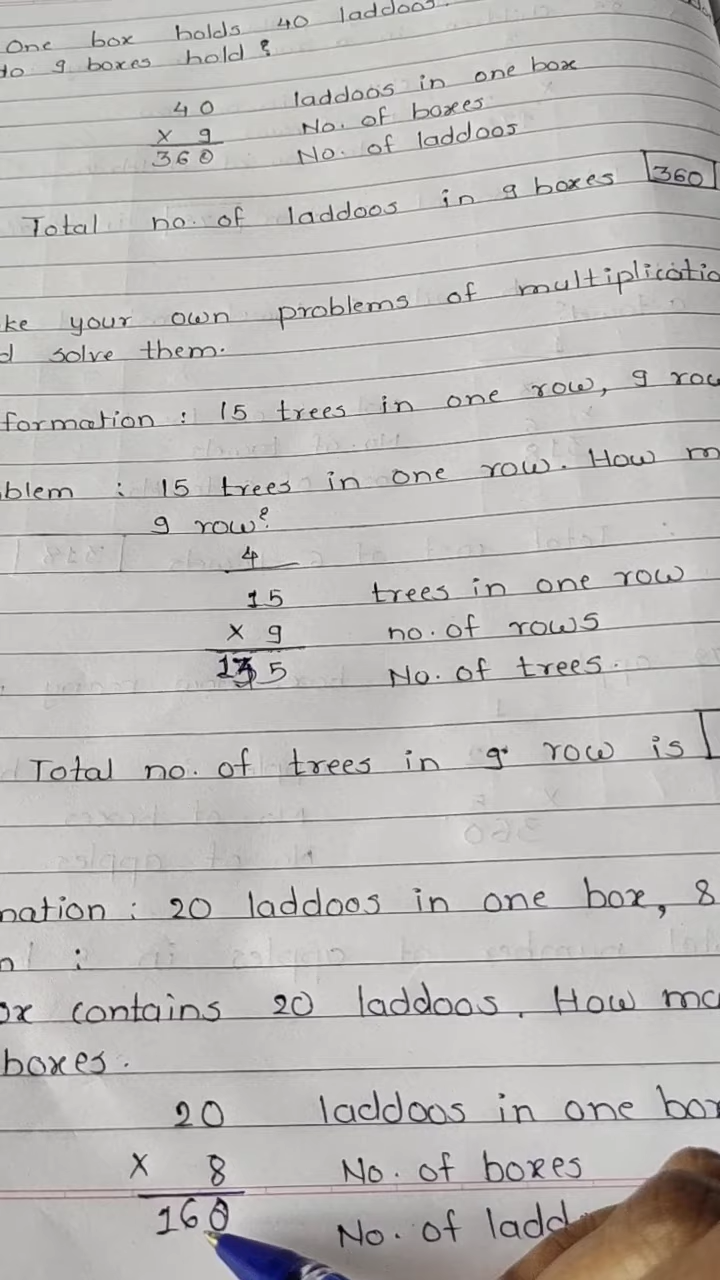 One box holds 40 laddoos.
to 9 boxes hold?
40 laddoos in one box
x 9 No. of boxes
360 No. of laddoos
Total no. of laddoos in 9 boxes 360
ke your own problems of multiplicatio
d solve them.
formation : 15 trees in one row, 9 row
oblem : 15 trees in one row. How m
9 row?
4
15 trees in one row
x 9 no. of rows
135 No. of trees.
Total no. of trees in 9 row is
mation : 20 laddoos in one box, 8
m :
ox contains 20 laddoos. How ma
boxes.
20 laddoos in one box
x 8 No. of boxes
160 No. of ladd